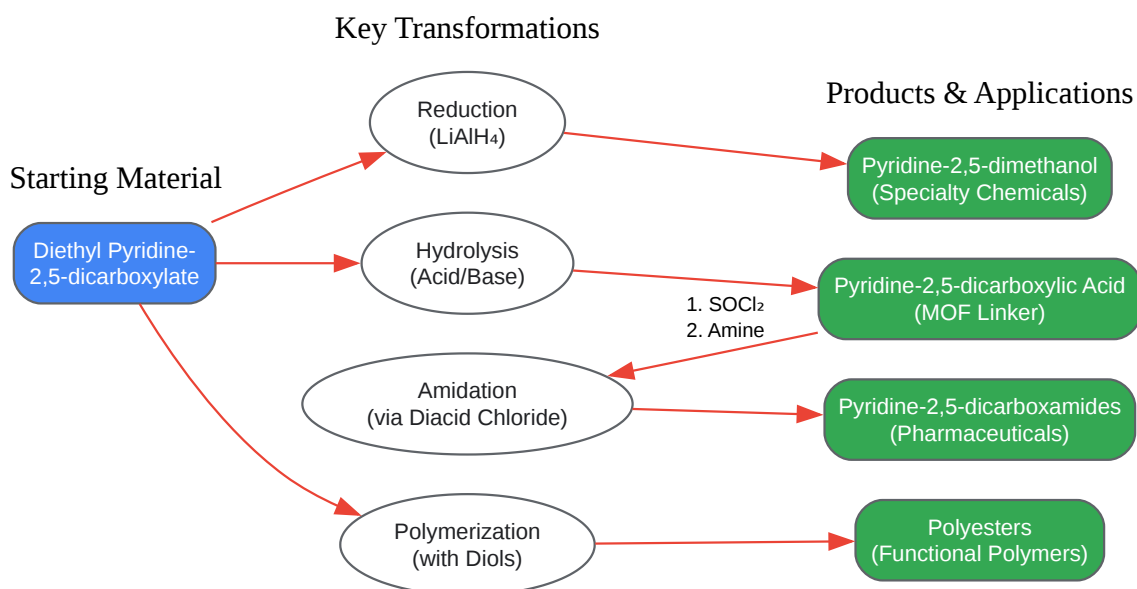 Key Transformations
Products & Applications
Starting Material
Reduction
(LiAlH₄)
Pyridine-2,5-dimethanol
(Specialty Chemicals)
Diethyl Pyridine-
2,5-dicarboxylate
Hydrolysis
(Acid/Base)
Pyridine-2,5-dicarboxylic Acid
(MOF Linker)
1. SOCl₂
2. Amine
Amidation
(via Diacid Chloride)
Pyridine-2,5-dicarboxamides
(Pharmaceuticals)
Polymerization
(with Diols)
Polyesters
(Functional Polymers)